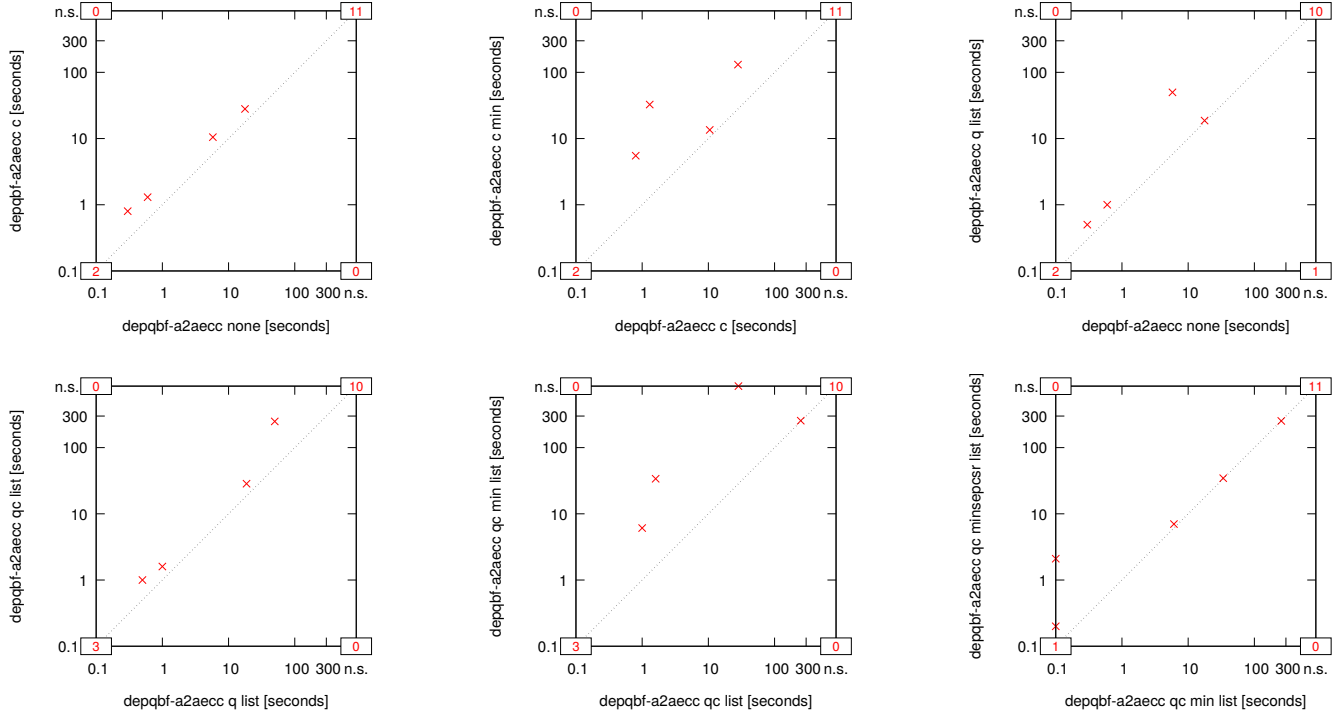 n.s. 0 11
300
100
10
1
0.1 2 0
0.1 1 10 100 300 n.s.
depqbf-a2aecc c [seconds]
depqbf-a2aecc none [seconds]
n.s. 0 11
300
100
10
1
0.1 2 0
0.1 1 10 100 300 n.s.
depqbf-a2aecc c min [seconds]
depqbf-a2aecc c [seconds]
n.s. 0 10
300
100
10
1
0.1 2 1
0.1 1 10 100 300 n.s.
depqbf-a2aecc q list [seconds]
depqbf-a2aecc none [seconds]
n.s. 0 10
300
100
10
1
0.1 3 0
0.1 1 10 100 300 n.s.
depqbf-a2aecc qc list [seconds]
depqbf-a2aecc q list [seconds]
n.s. 0 10
300
100
10
1
0.1 3 0
0.1 1 10 100 300 n.s.
depqbf-a2aecc qc min list [seconds]
depqbf-a2aecc qc list [seconds]
n.s. 0 11
300
100
10
1
0.1 1 0
0.1 1 10 100 300 n.s.
depqbf-a2aecc qc minsepcsr list [seconds]
depqbf-a2aecc qc min list [seconds]